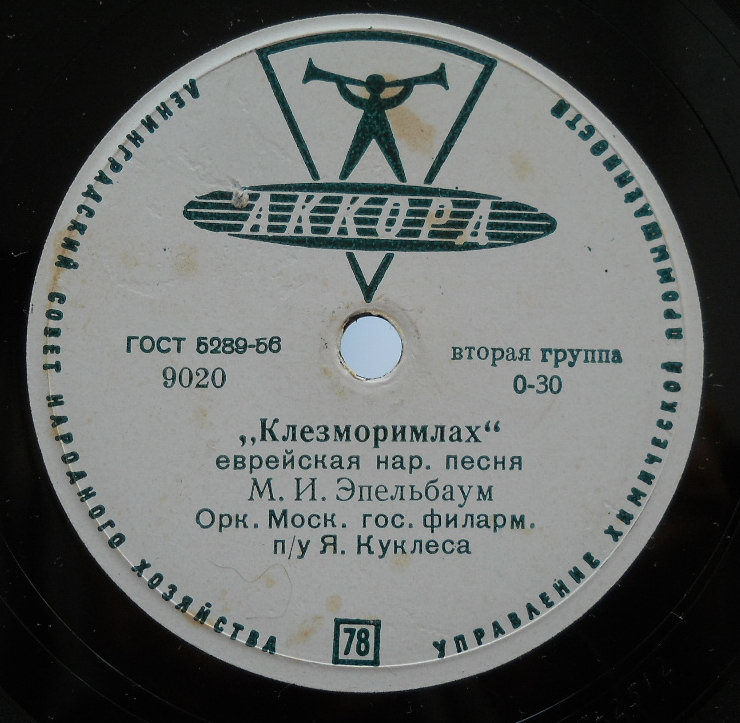 АККОРД
ГОСТ 5289-56
9020
вторая группа
0-30
„Клезморимлах“
еврейская нар. песня
М. И. Эпельбаум
Орк. Моск. гос. филарм.
п/у Я. Куклеса
78
ЛЕНИНГРАДСКИЙ СОВЕТ НАРОДНОГО ХОЗЯЙСТВА
УПРАВЛЕНИЕ ХИМИЧЕСКОЙ ПРОМЫШЛЕННОСТИ